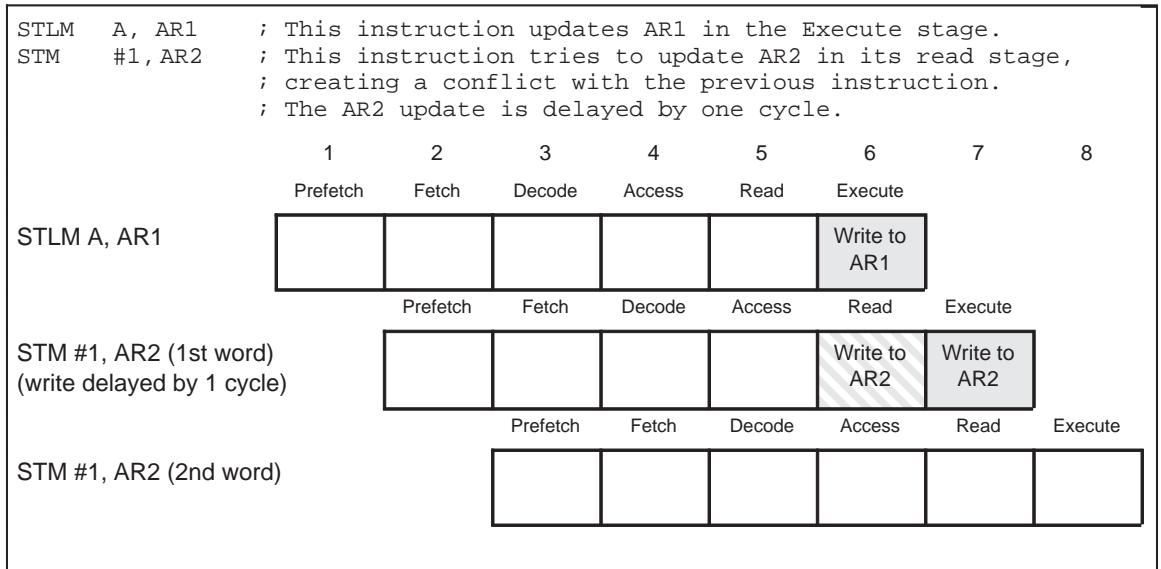 STLM A, AR1 ; This instruction updates AR1 in the Execute stage.
STM #1,AR2 ; This instruction tries to update AR2 in its read stage,
; creating a conflict with the previous instruction.
; The AR2 update is delayed by one cycle.
1 2 3 4 5 6 7 8
Prefetch Fetch Decode Access Read Execute
STLM A, AR1
Write to
AR1
Prefetch Fetch Decode Access Read Execute
STM #1, AR2 (1st word)
(write delayed by 1 cycle)
Write to
AR2
Write to
AR2
Prefetch Fetch Decode Access Read Execute
STM #1, AR2 (2nd word)